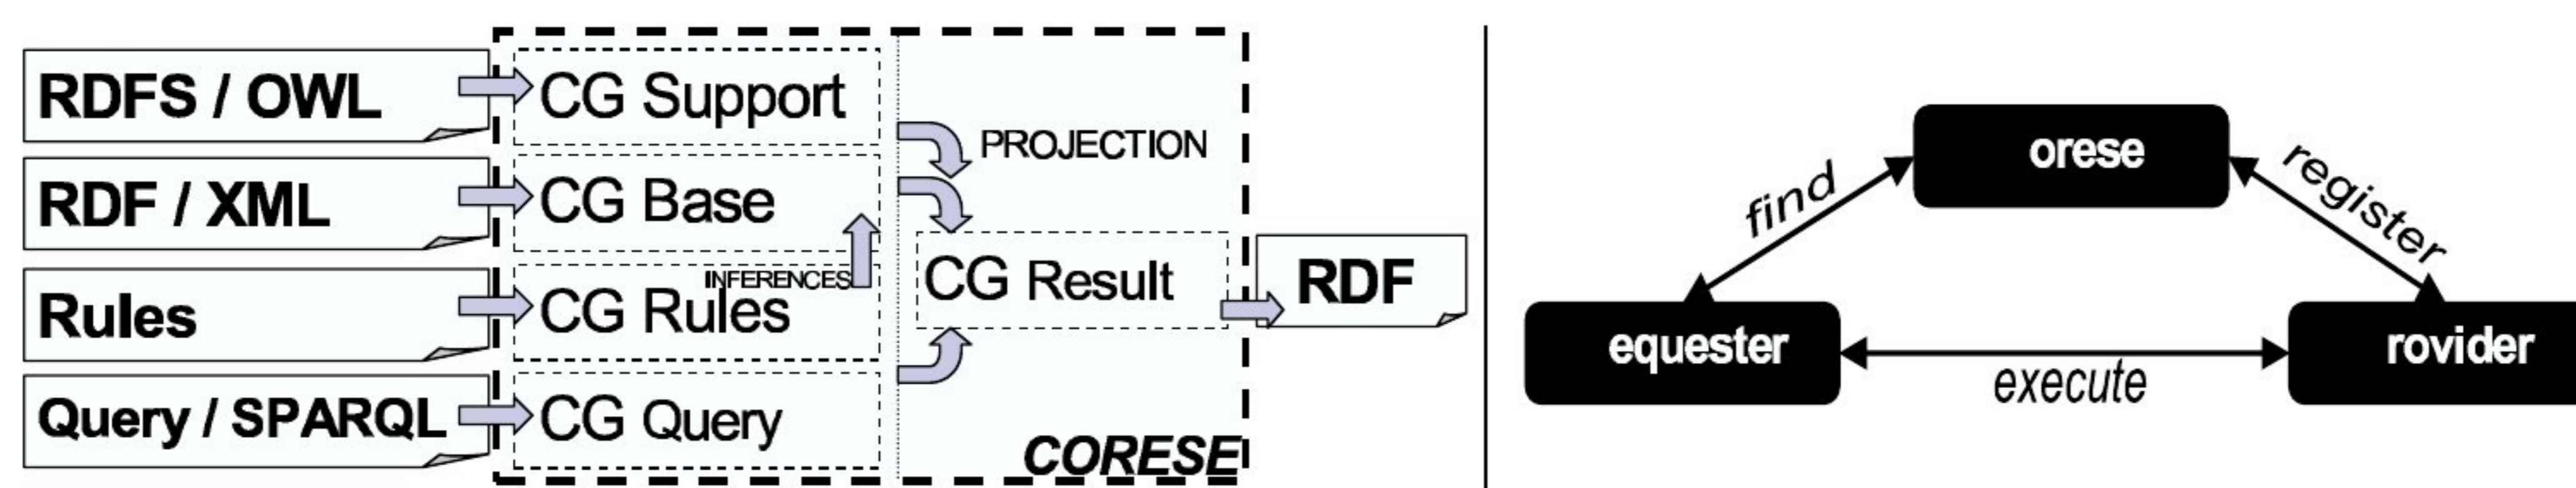 RDFS / OWL
CG Support
PROJECTION
RDF / XML
CG Base
INFERENCES
Rules
CG Rules
CG Result
RDF
Query / SPARQL
CG Query
CORESE
orese
find
register
equester
rovider
execute